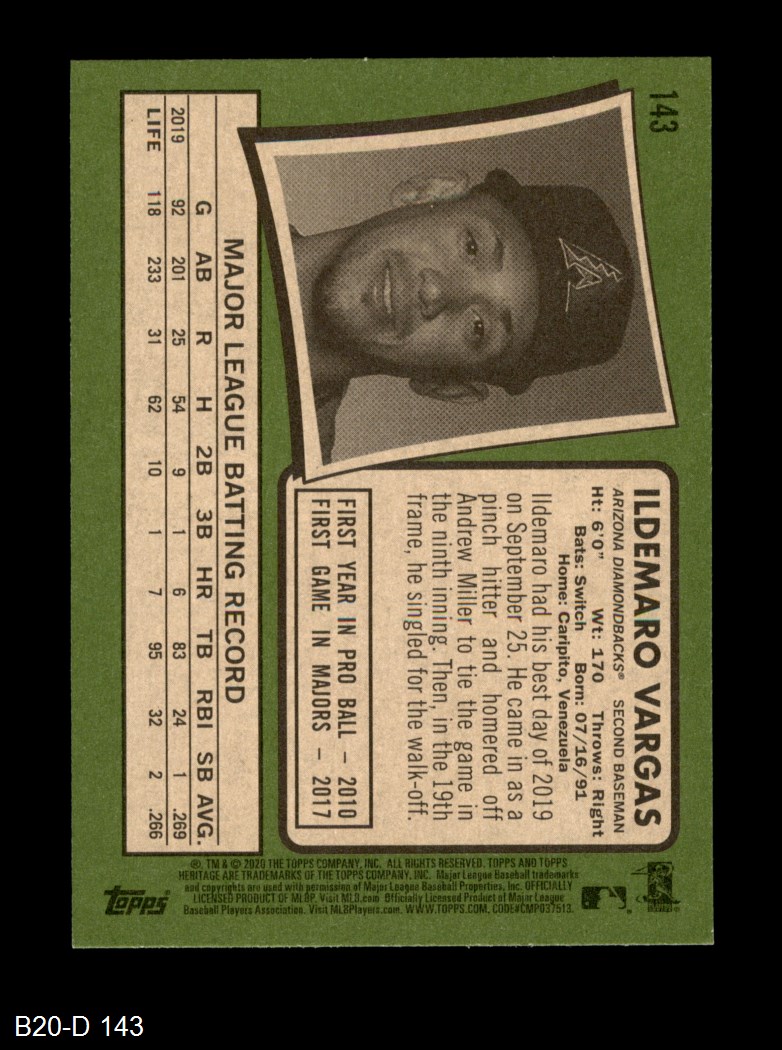 143
ILDEMARO VARGAS
ARIZONA DIAMONDBACKS® SECOND BASEMAN
Ht: 6'0" Wt: 170 Throws: Right
Bats: Switch Born: 07/16/91
Home: Caripito, Venezuela
Ildemaro had his best day of 2019
on September 25. He came in as a
pinch hitter and homered off
Andrew Miller to tie the game in
the ninth inning. Then, in the 19th
frame, he singled for the walk-off.
FIRST YEAR IN PRO BALL – 2010
FIRST GAME IN MAJORS – 2017
MAJOR LEAGUE BATTING RECORD
G AB R H 2B 3B HR TB RBI SB AVG.
2019 92 201 25 54 9 1 6 83 24 1 .269
LIFE 118 233 31 62 10 1 7 95 32 2 .266
®, TM & © 2020 THE TOPPS COMPANY, INC. ALL RIGHTS RESERVED. TOPPS AND TOPPS
HERITAGE ARE TRADEMARKS OF THE TOPPS COMPANY, INC. Major League Baseball trademarks
and copyrights are used with permission of Major League Baseball Properties, Inc. OFFICIALLY
LICENSED PRODUCT OF MLBP. Visit MLB.com Officially Licensed Product of Major League
Baseball Players Association. Visit MLBPlayers.com. WWW.TOPPS.COM. CODE#CMP037513.
topps
B20-D 143